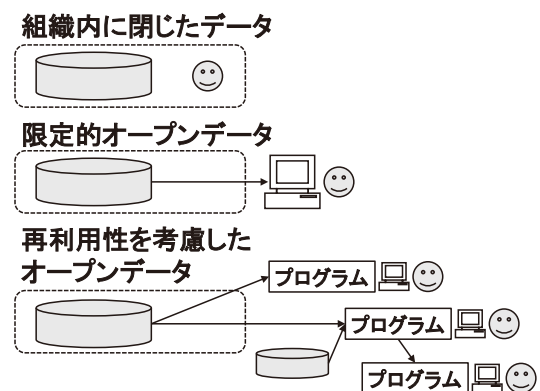 組織内に閉じたデータ
限定的オープンデータ
再利用性を考慮した
オープンデータ
プログラム
プログラム
プログラム